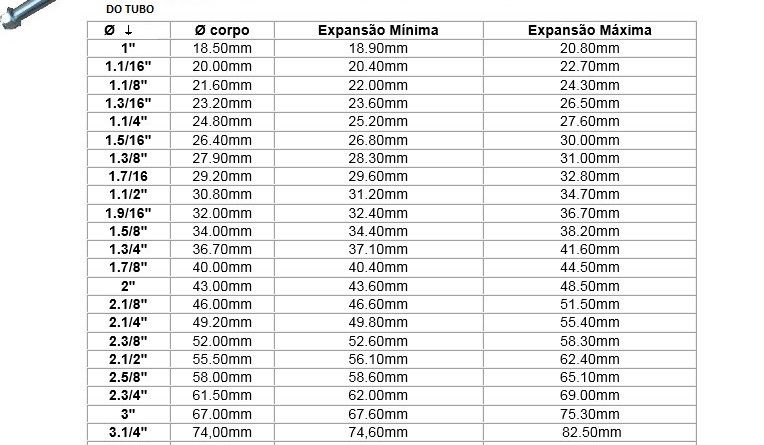 DO TUBO
Ø ↓ Ø corpo Expansão Mínima Expansão Máxima
1" 18.50mm 18.90mm 20.80mm
1.1/16" 20.00mm 20.40mm 22.70mm
1.1/8" 21.60mm 22.00mm 24.30mm
1.3/16" 23.20mm 23.60mm 26.50mm
1.1/4" 24.80mm 25.20mm 27.60mm
1.5/16" 26.40mm 26.80mm 30.00mm
1.3/8" 27.90mm 28.30mm 31.00mm
1.7/16 29.20mm 29.60mm 32.80mm
1.1/2" 30.80mm 31.20mm 34.70mm
1.9/16" 32.00mm 32.40mm 36.70mm
1.5/8" 34.00mm 34.40mm 38.20mm
1.3/4" 36.70mm 37.10mm 41.60mm
1.7/8" 40.00mm 40.40mm 44.50mm
2" 43.00mm 43.60mm 48.50mm
2.1/8" 46.00mm 46.60mm 51.50mm
2.1/4" 49.20mm 49.80mm 55.40mm
2.3/8" 52.00mm 52.60mm 58.30mm
2.1/2" 55.50mm 56.10mm 62.40mm
2.5/8" 58.00mm 58.60mm 65.10mm
2.3/4" 61.50mm 62.00mm 69.00mm
3" 67.00mm 67.60mm 75.30mm
3.1/4" 74,00mm 74,60mm 82.50mm